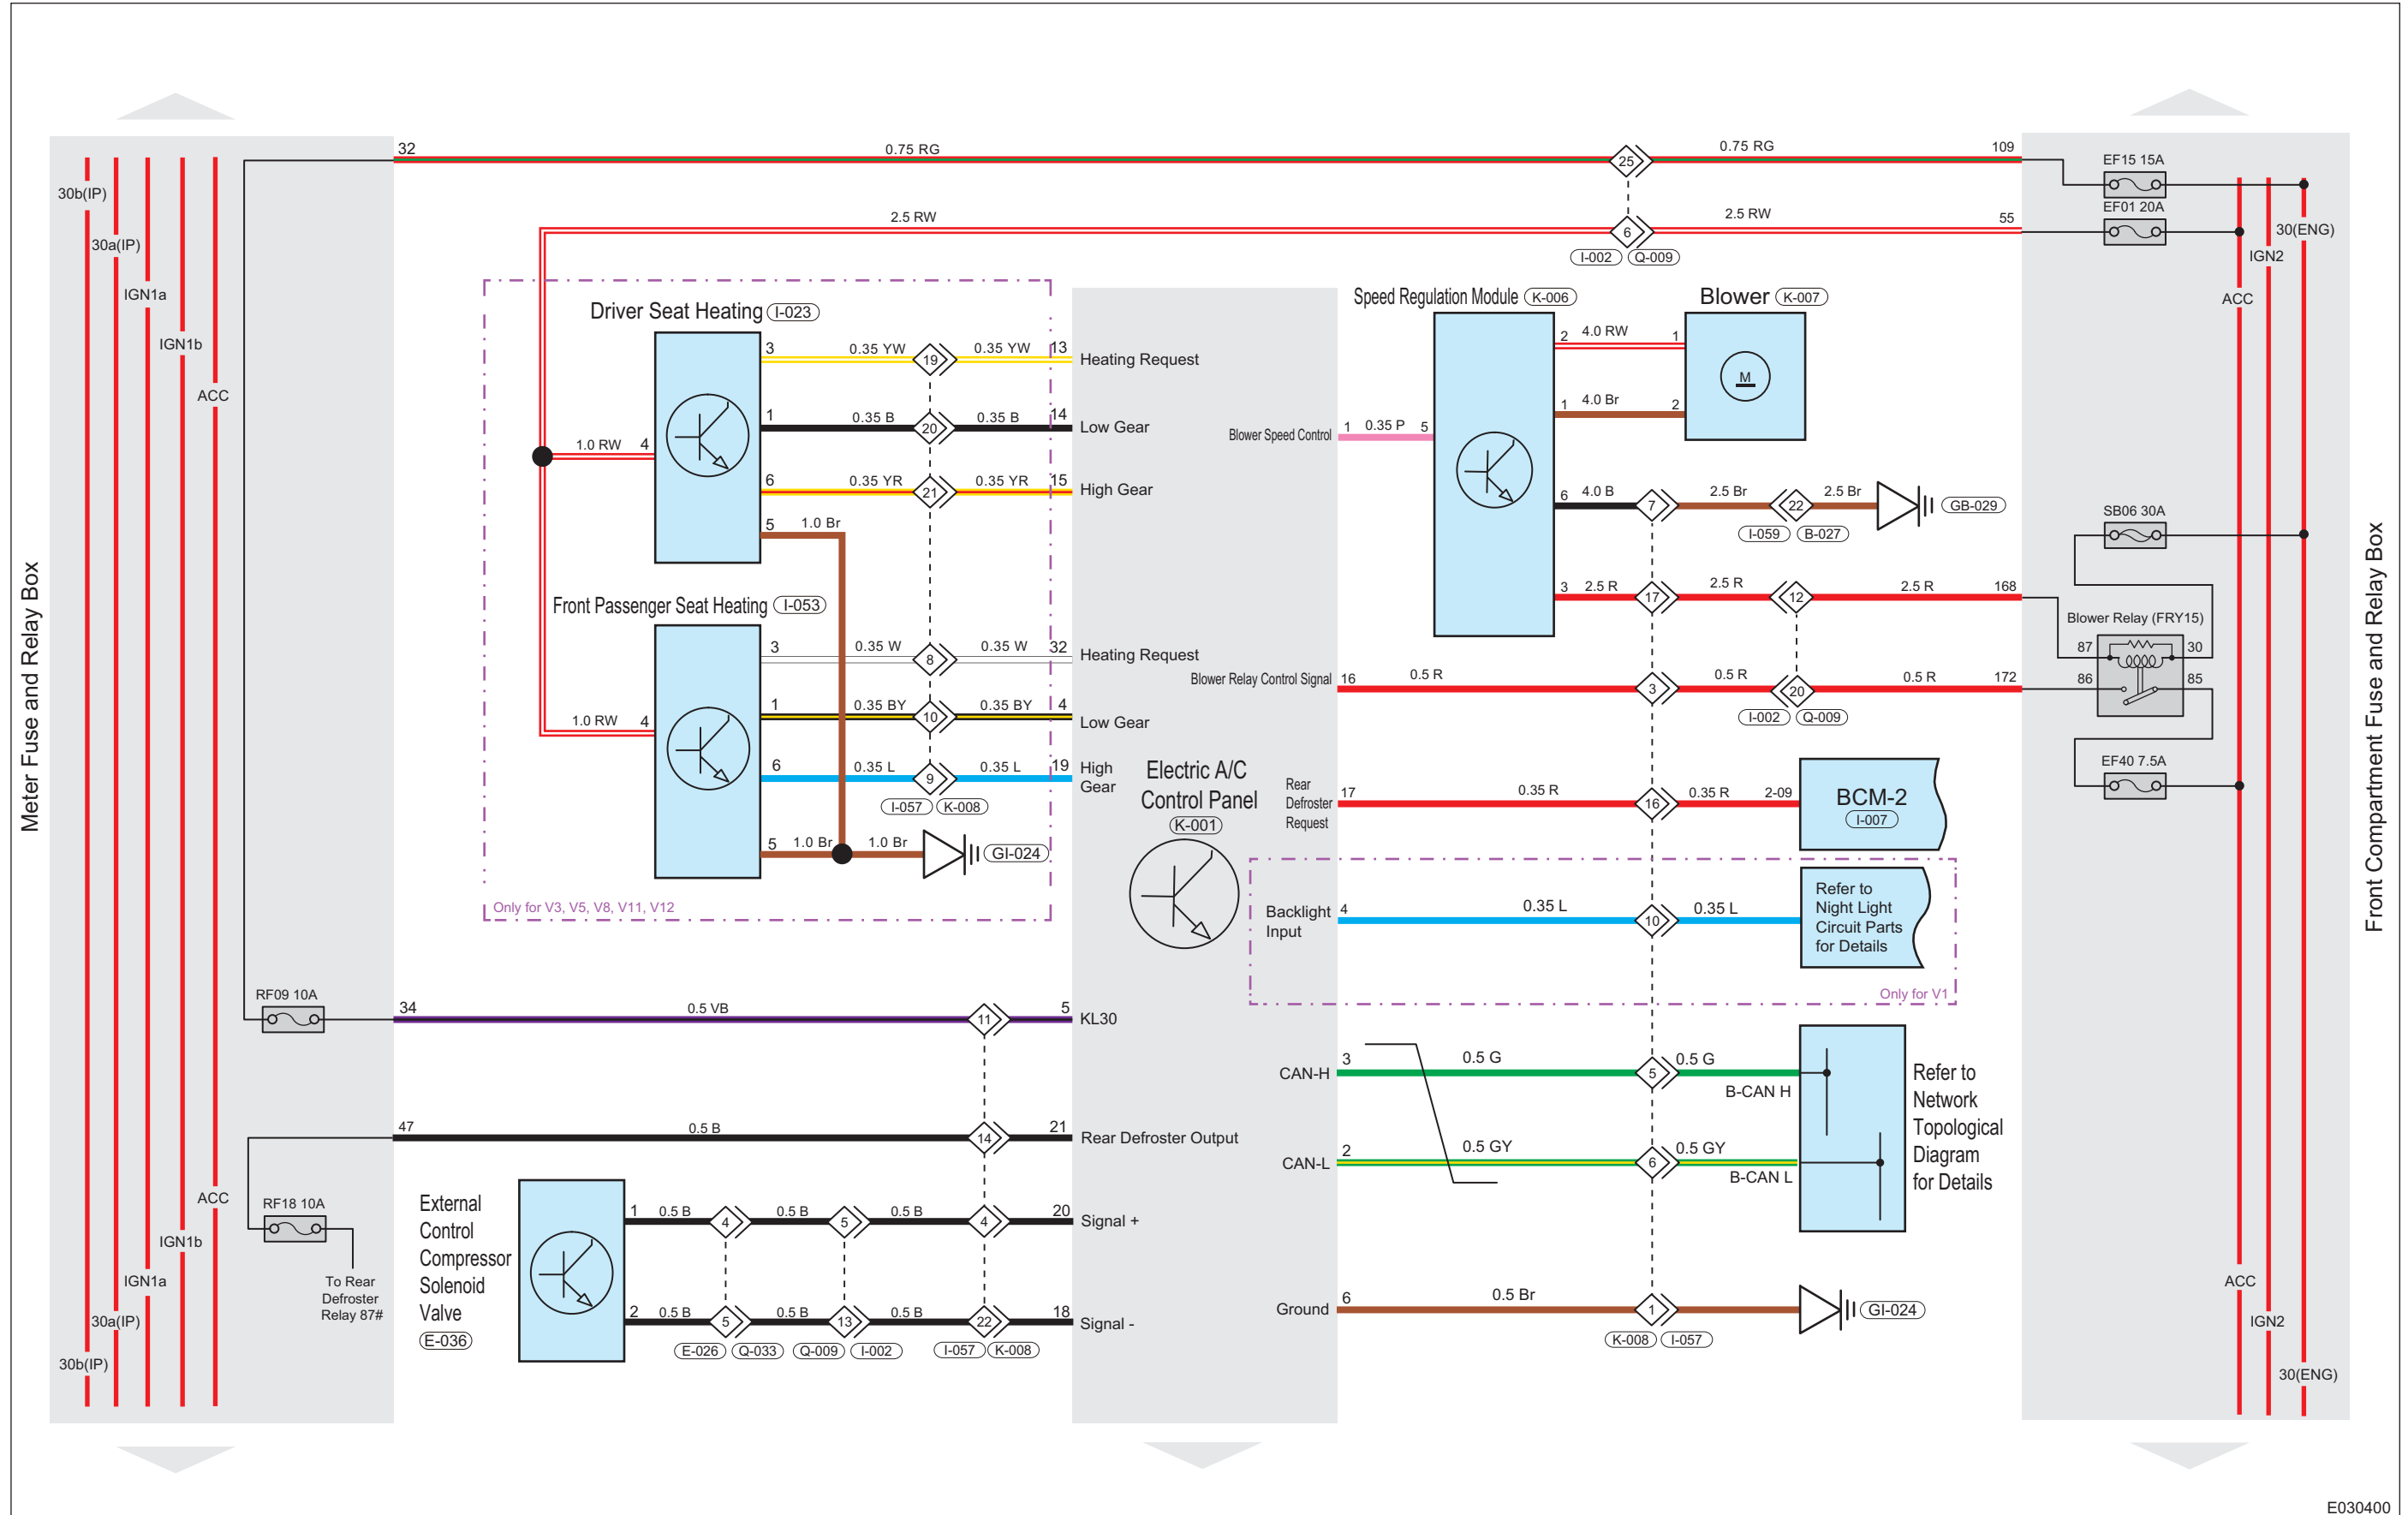 Meter Fuse and Relay Box
30b(IP)
30a(IP)
IGN1a
IGN1b
ACC
ACC
IGN1b
IGN1a
30a(IP)
30b(IP)
RF09 10A
RF18 10A
To Rear
Defroster
Relay 87#
32 0.75 RG 25 0.75 RG 109
2.5 RW 6 2.5 RW 55
I-002 Q-009
Driver Seat Heating I-023
3 0.35 YW 19 0.35 YW 13 Heating Request
1 0.35 B 20 0.35 B 14 Low Gear
1.0 RW 4
6 0.35 YR 21 0.35 YR 15 High Gear
5 1.0 Br
Front Passenger Seat Heating I-053
3 0.35 W 8 0.35 W 32 Heating Request
1 0.35 BY 10 0.35 BY 4 Low Gear
1.0 RW 4
6 0.35 L 9 0.35 L 19 High
Gear
I-057 K-008
5 1.0 Br 1.0 Br GI-024
Only for V3, V5, V8, V11, V12
34 0.5 VB 11 5 KL30
47 0.5 B 14 21 Rear Defroster Output
External
Control
Compressor
Solenoid
Valve
E-036
1 0.5 B 4 0.5 B 5 0.5 B 4 20 Signal +
2 0.5 B 5 0.5 B 13 0.5 B 22 18 Signal -
E-026 Q-033 Q-009 I-002 I-057 K-008
Electric A/C
Control Panel
K-001
Speed Regulation Module K-006
Blower K-007
2 4.0 RW 1
M
1 4.0 Br 2
Blower Speed Control 1 0.35 P 5
6 4.0 B 7 2.5 Br 22 2.5 Br GB-029
I-059 B-027
3 2.5 R 17 2.5 R 12 2.5 R 168
Blower Relay Control Signal 16 0.5 R 3 0.5 R 20 0.5 R 172
I-002 Q-009
Rear
Defroster
Request
17 0.35 R 16 0.35 R 2-09
BCM-2
I-007
Backlight
Input
4 0.35 L 10 0.35 L
Refer to
Night Light
Circuit Parts
for Details
Only for V1
CAN-H 3 0.5 G 5 0.5 G
B-CAN H
CAN-L 2 0.5 GY 6 0.5 GY
B-CAN L
Refer to
Network
Topological
Diagram
for Details
Ground 6 0.5 Br 1 GI-024
K-008 I-057
EF15 15A
EF01 20A
30(ENG)
IGN2
ACC
SB06 30A
Blower Relay (FRY15)
87 30
86 85
EF40 7.5A
ACC
IGN2
30(ENG)
Front Compartment Fuse and Relay Box
E030400